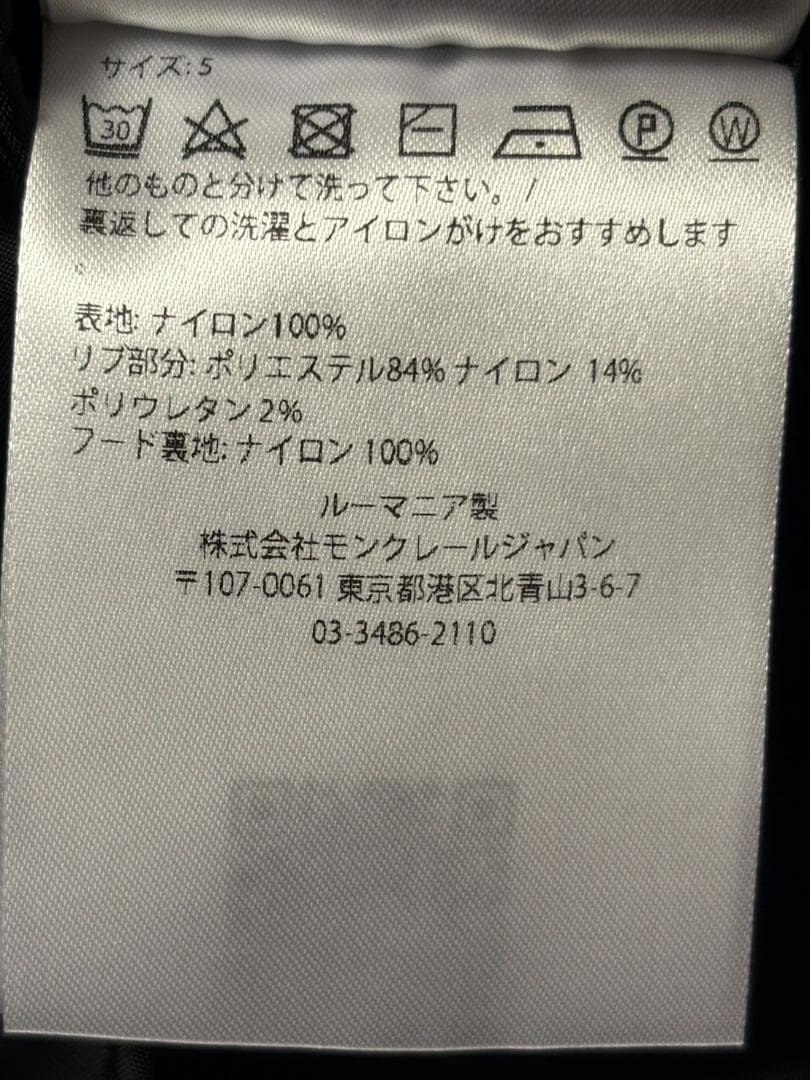 サイズ: 5
30 P W
他のものと分けて洗って下さい。 /
裏返しての洗濯とアイロンがけをおすすめします
。
表地: ナイロン100%
リブ部分: ポリエステル84% ナイロン 14%
ポリウレタン 2%
フード裏地: ナイロン 100%
ルーマニア製
株式会社モンクレールジャパン
〒107-0061 東京都港区北青山3-6-7
03-3486-2110